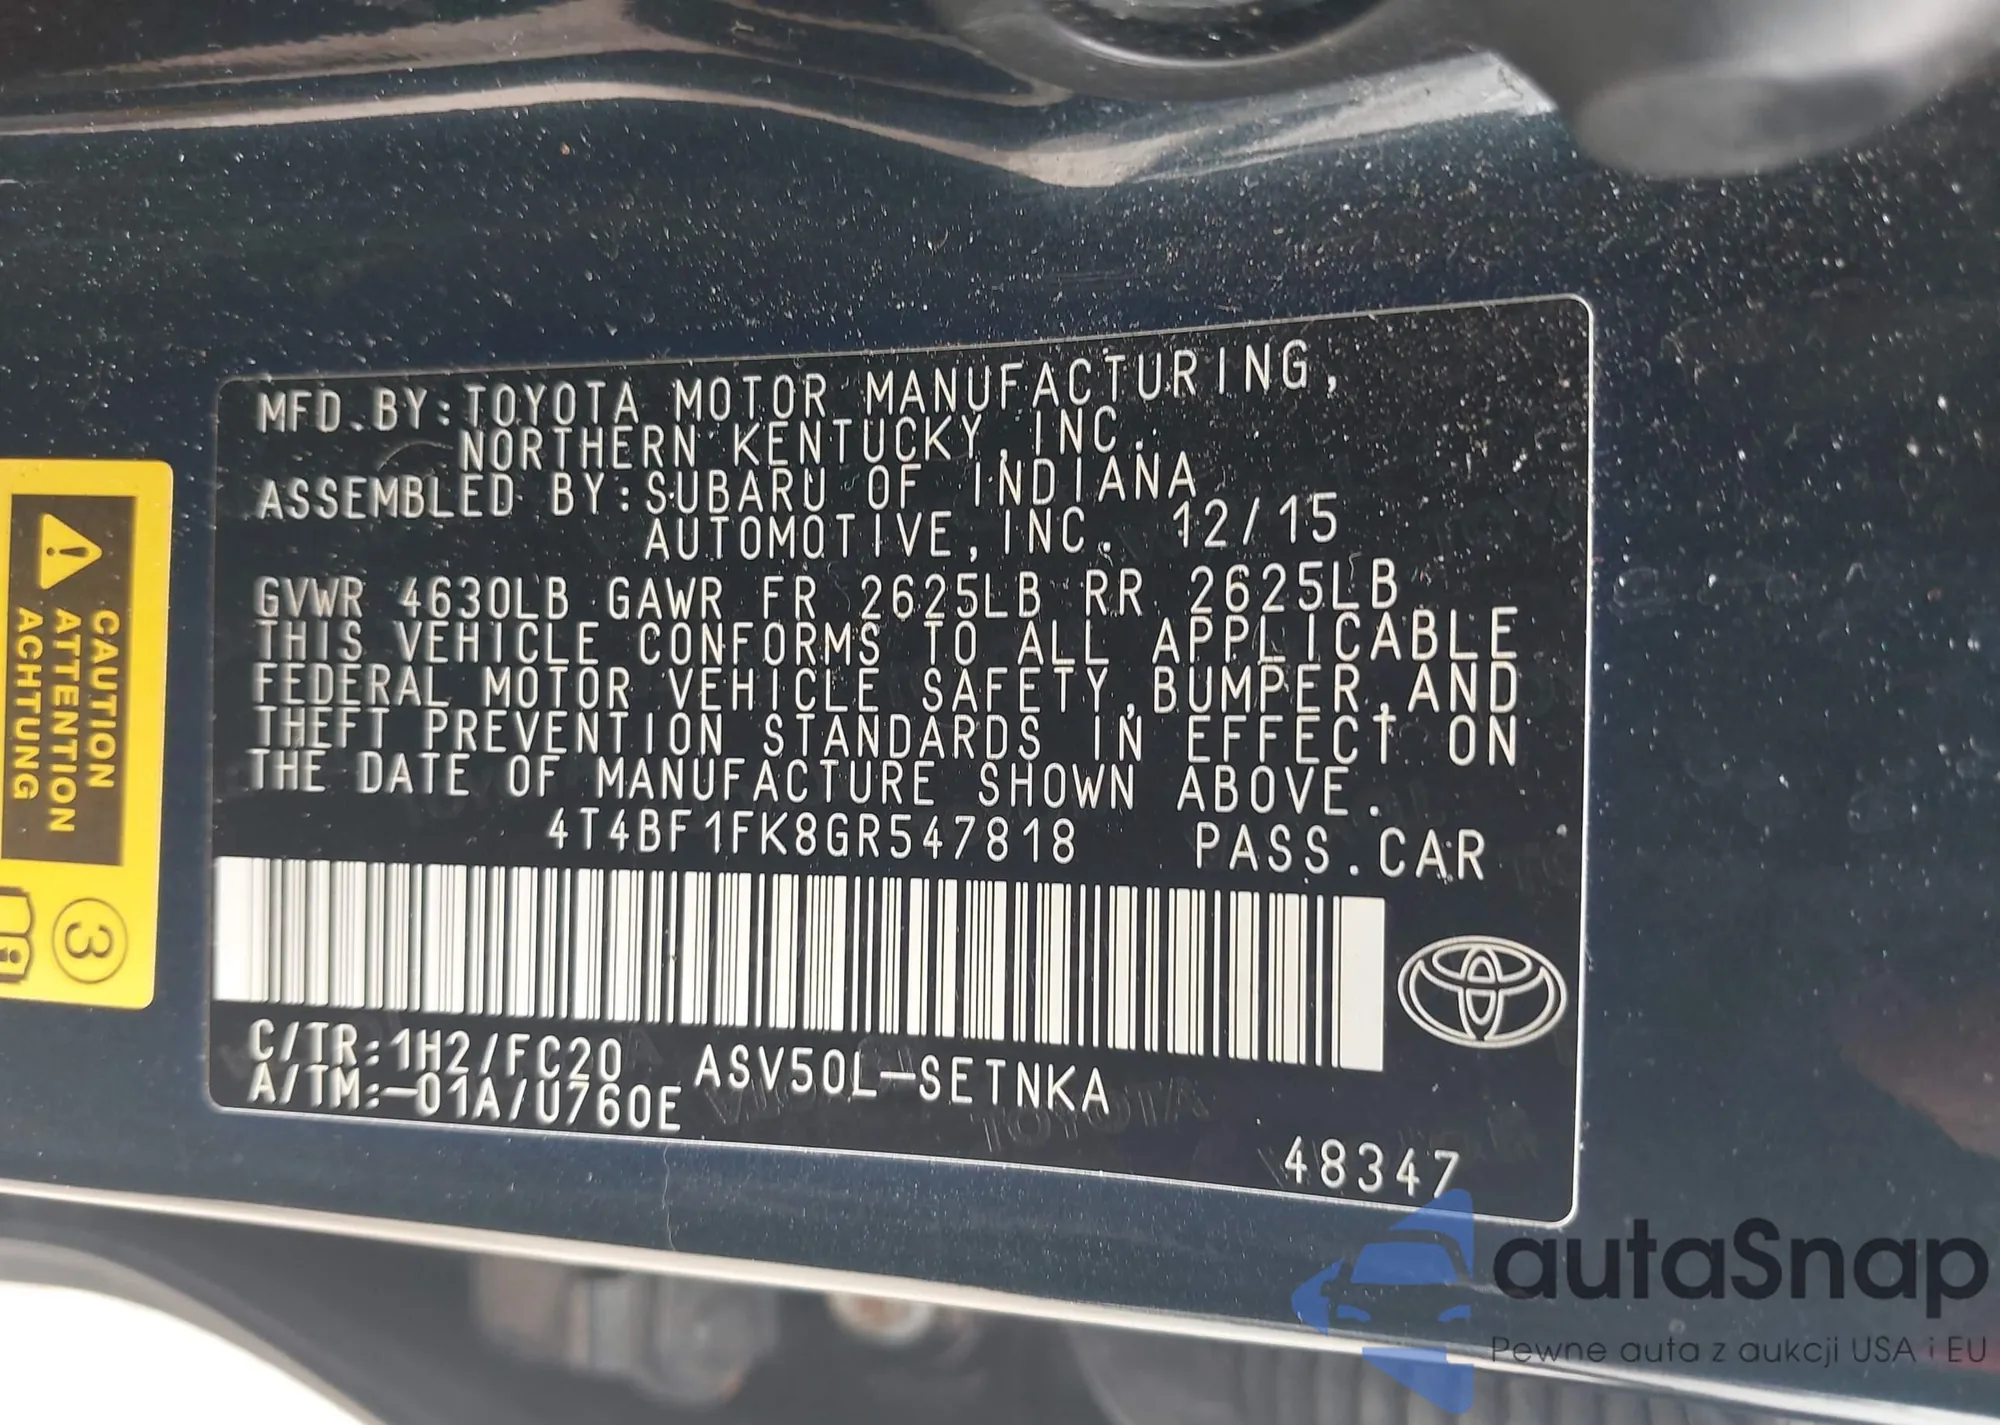 MFD.BY:TOYOTA MOTOR MANUFACTURING,
NORTHERN KENTUCKY,INC.
ASSEMBLED BY:SUBARU OF INDIANA
AUTOMOTIVE,INC. 12/15
GVWR 4630LB GAWR FR 2625LB RR 2625LB
THIS VEHICLE CONFORMS TO ALL APPLICABLE
FEDERAL MOTOR VEHICLE SAFETY,BUMPER,AND
THEFT PREVENTION STANDARDS IN EFFECT ON
THE DATE OF MANUFACTURE SHOWN ABOVE.
4T4BF1FK8GR547818 PASS.CAR
C/TR:1H2/FC20 ASV50L-SETNKA
A/TM:-01A/U760E
48347
CAUTION
ATTENTION
ACHTUNG
3
autaSnap
Pewne auta z aukcji USA i EU